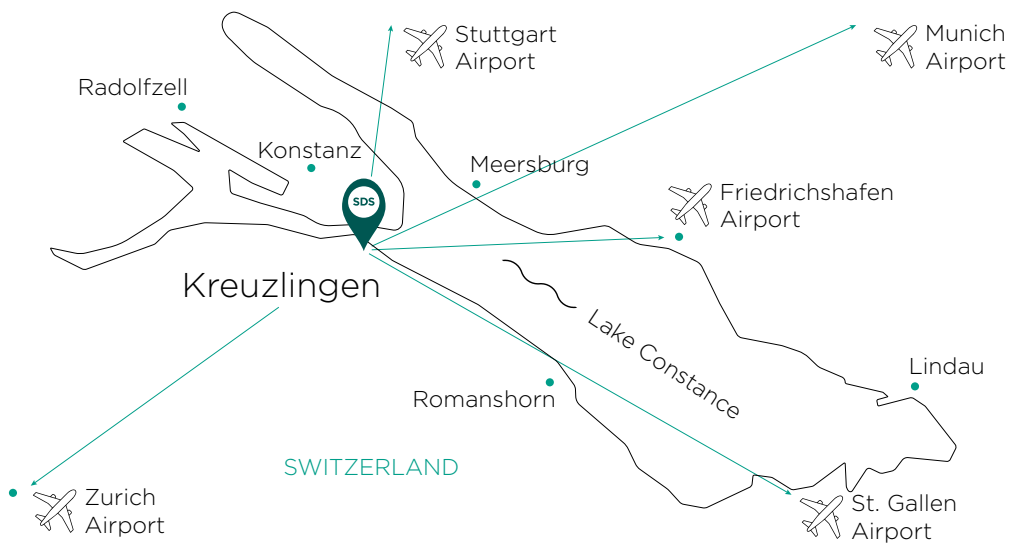 Stuttgart
Airport
Munich
Airport
Radolfzell
Konstanz
Meersburg
SDS
Friedrichshafen
Airport
Kreuzlingen
Lake Constance
Lindau
Romanshorn
SWITZERLAND
Zurich
Airport
St. Gallen
Airport